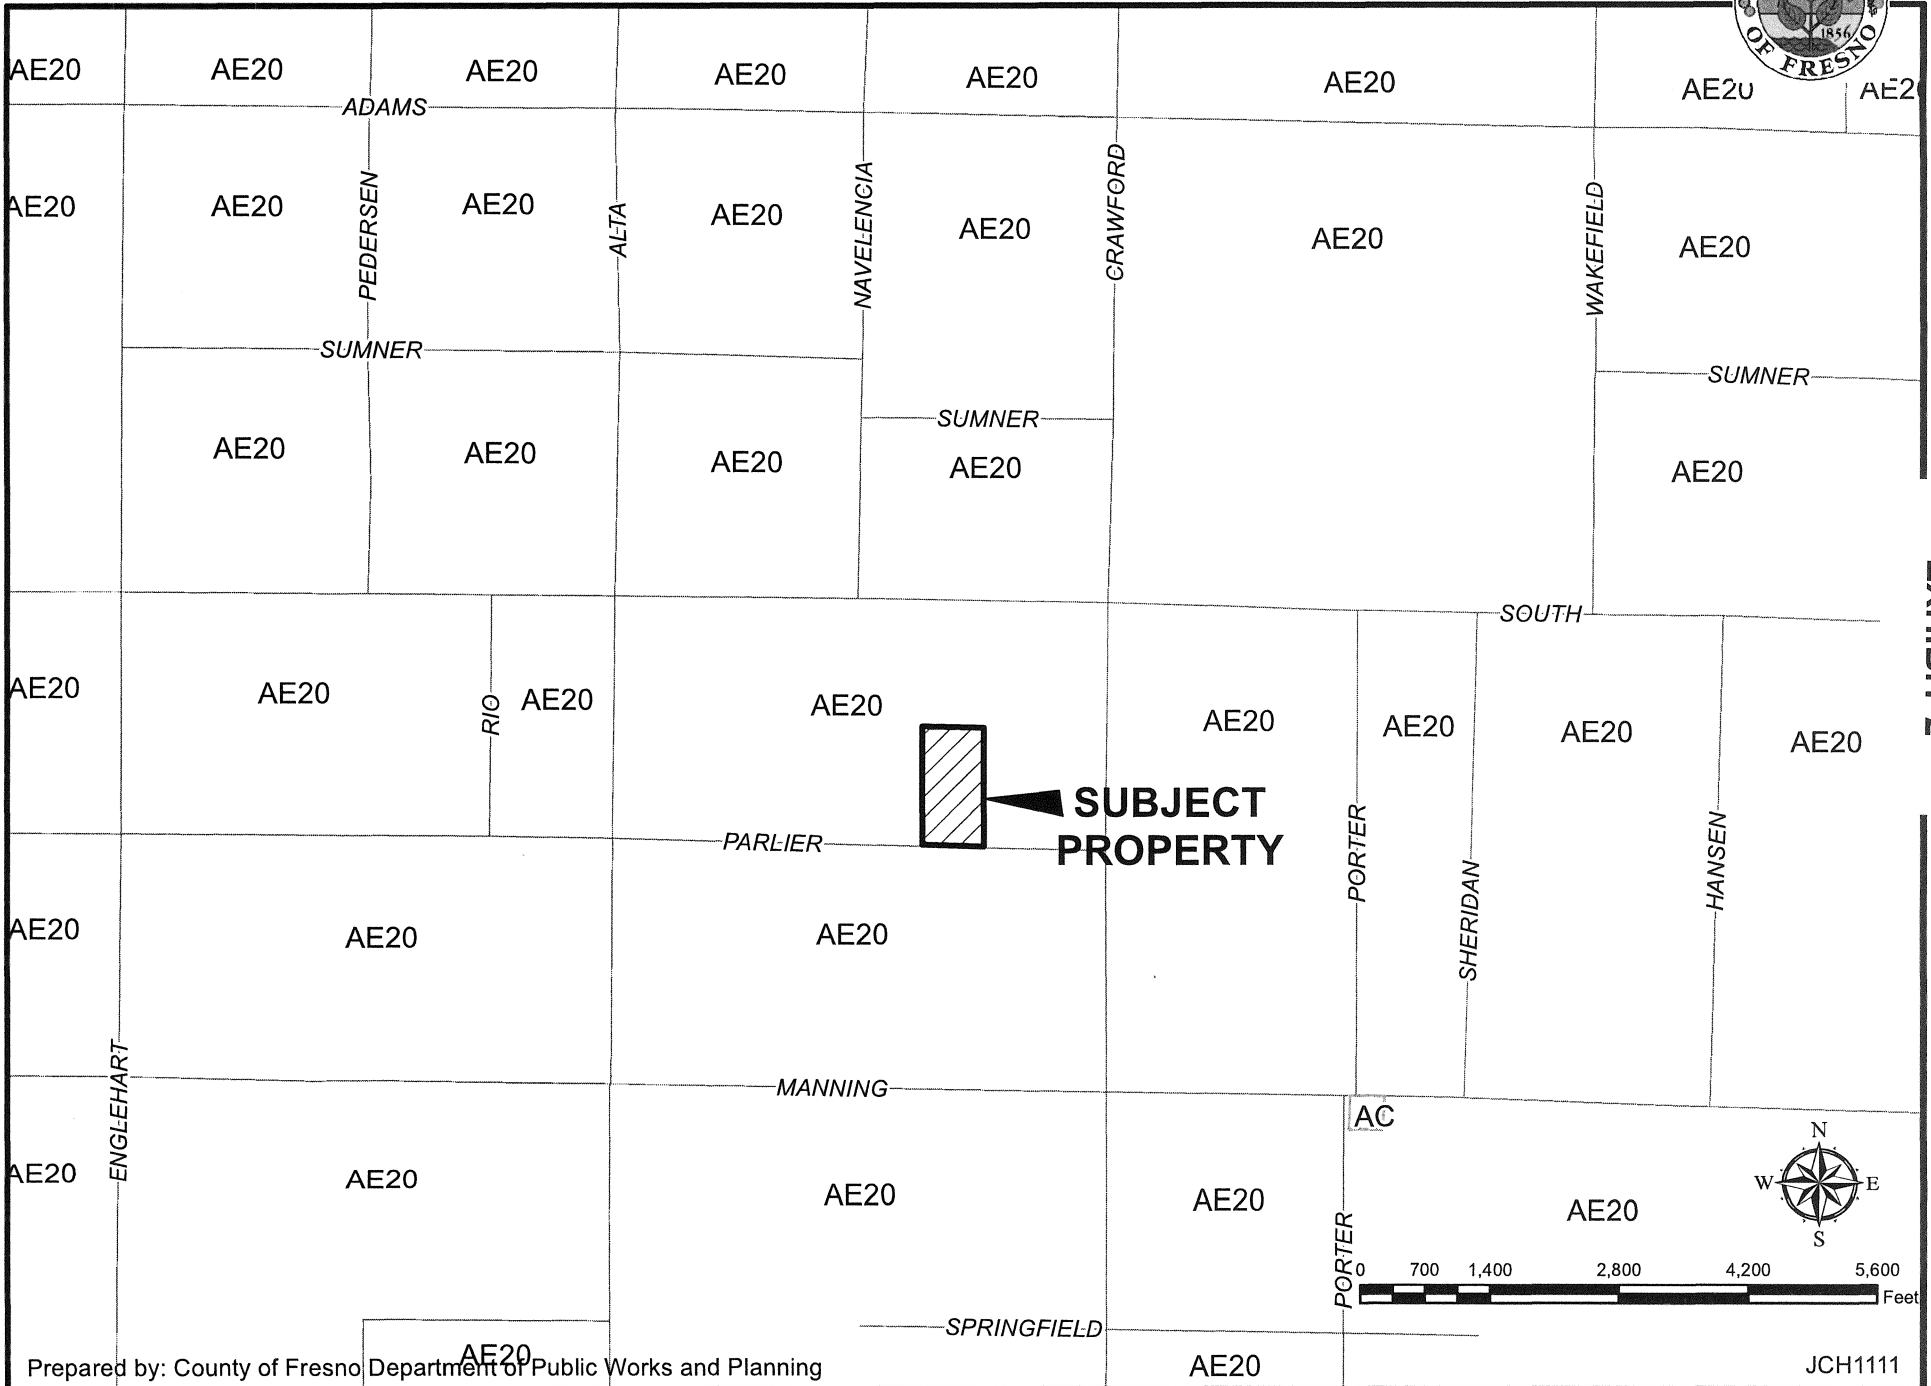 1856
OF FRESNO
AE20 AE20 AE20 AE20 AE20 AE20 AE20
ADAMS
AE20 AE20 AE20 AE20 AE20 AE20 AE20
PEDERSEN
ALTA
NAVELENCIA
CRAWFORD
WAKEFIELD
SUMNER
SUMNER
SUMNER
AE20 AE20 AE20 AE20 AE20
SOUTH
AE20 AE20 AE20 AE20 AE20 AE20 AE20 AE20
RIO
SUBJECT
PROPERTY
PARLIER
PORTER
SHERIDAN
HANSEN
AE20 AE20 AE20
MANNING
ENGLEHART
AC
AE20 AE20 AE20 AE20 AE20
N
W E
S
PORTER
0 700 1,400 2,800 4,200 5,600
Feet
SPRINGFIELD
AE20 AE20
Prepared by: County of Fresno Department of Public Works and Planning
JCH1111